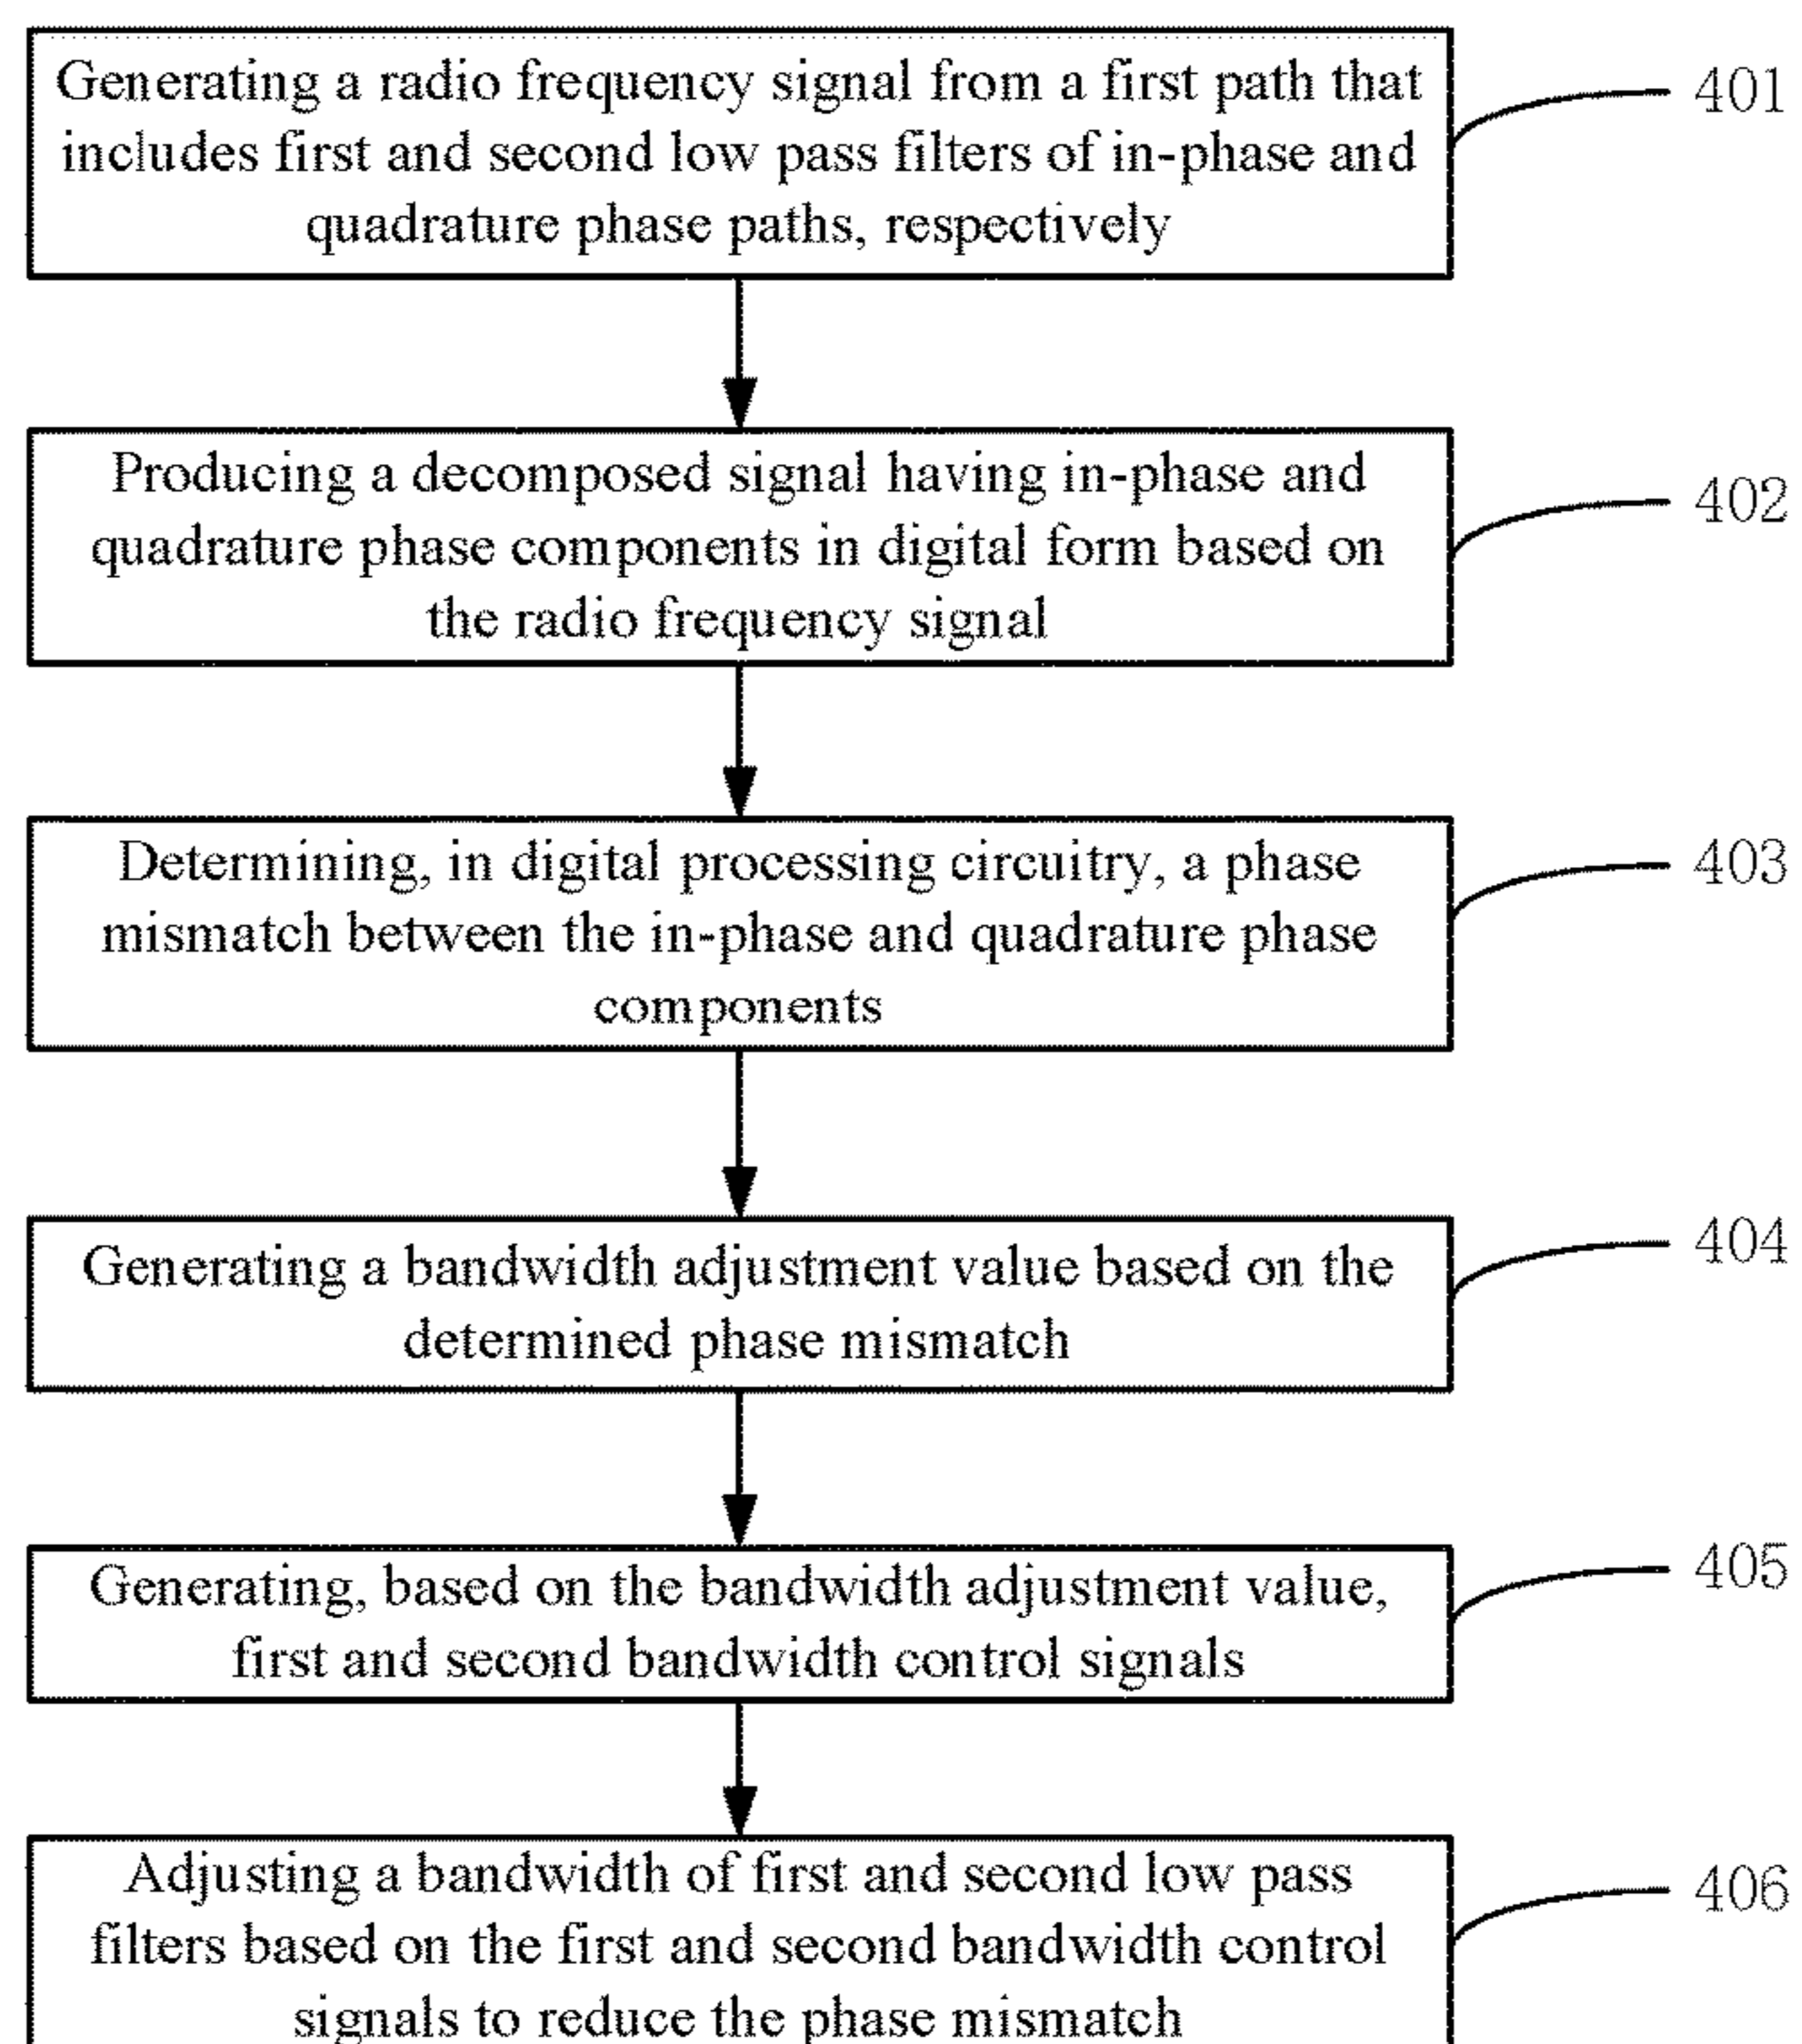 Generating a radio frequency signal from a first path that
includes first and second low pass filters of in-phase and
quadrature phase paths, respectively
401
Producing a decomposed signal having in-phase and
quadrature phase components in digital form based on
the radio frequency signal
402
Determining, in digital processing circuitry, a phase
mismatch between the in-phase and quadrature phase
components
403
Generating a bandwidth adjustment value based on the
determined phase mismatch
404
Generating, based on the bandwidth adjustment value,
first and second bandwidth control signals
405
Adjusting a bandwidth of first and second low pass
filters based on the first and second bandwidth control
signals to reduce the phase mismatch
406